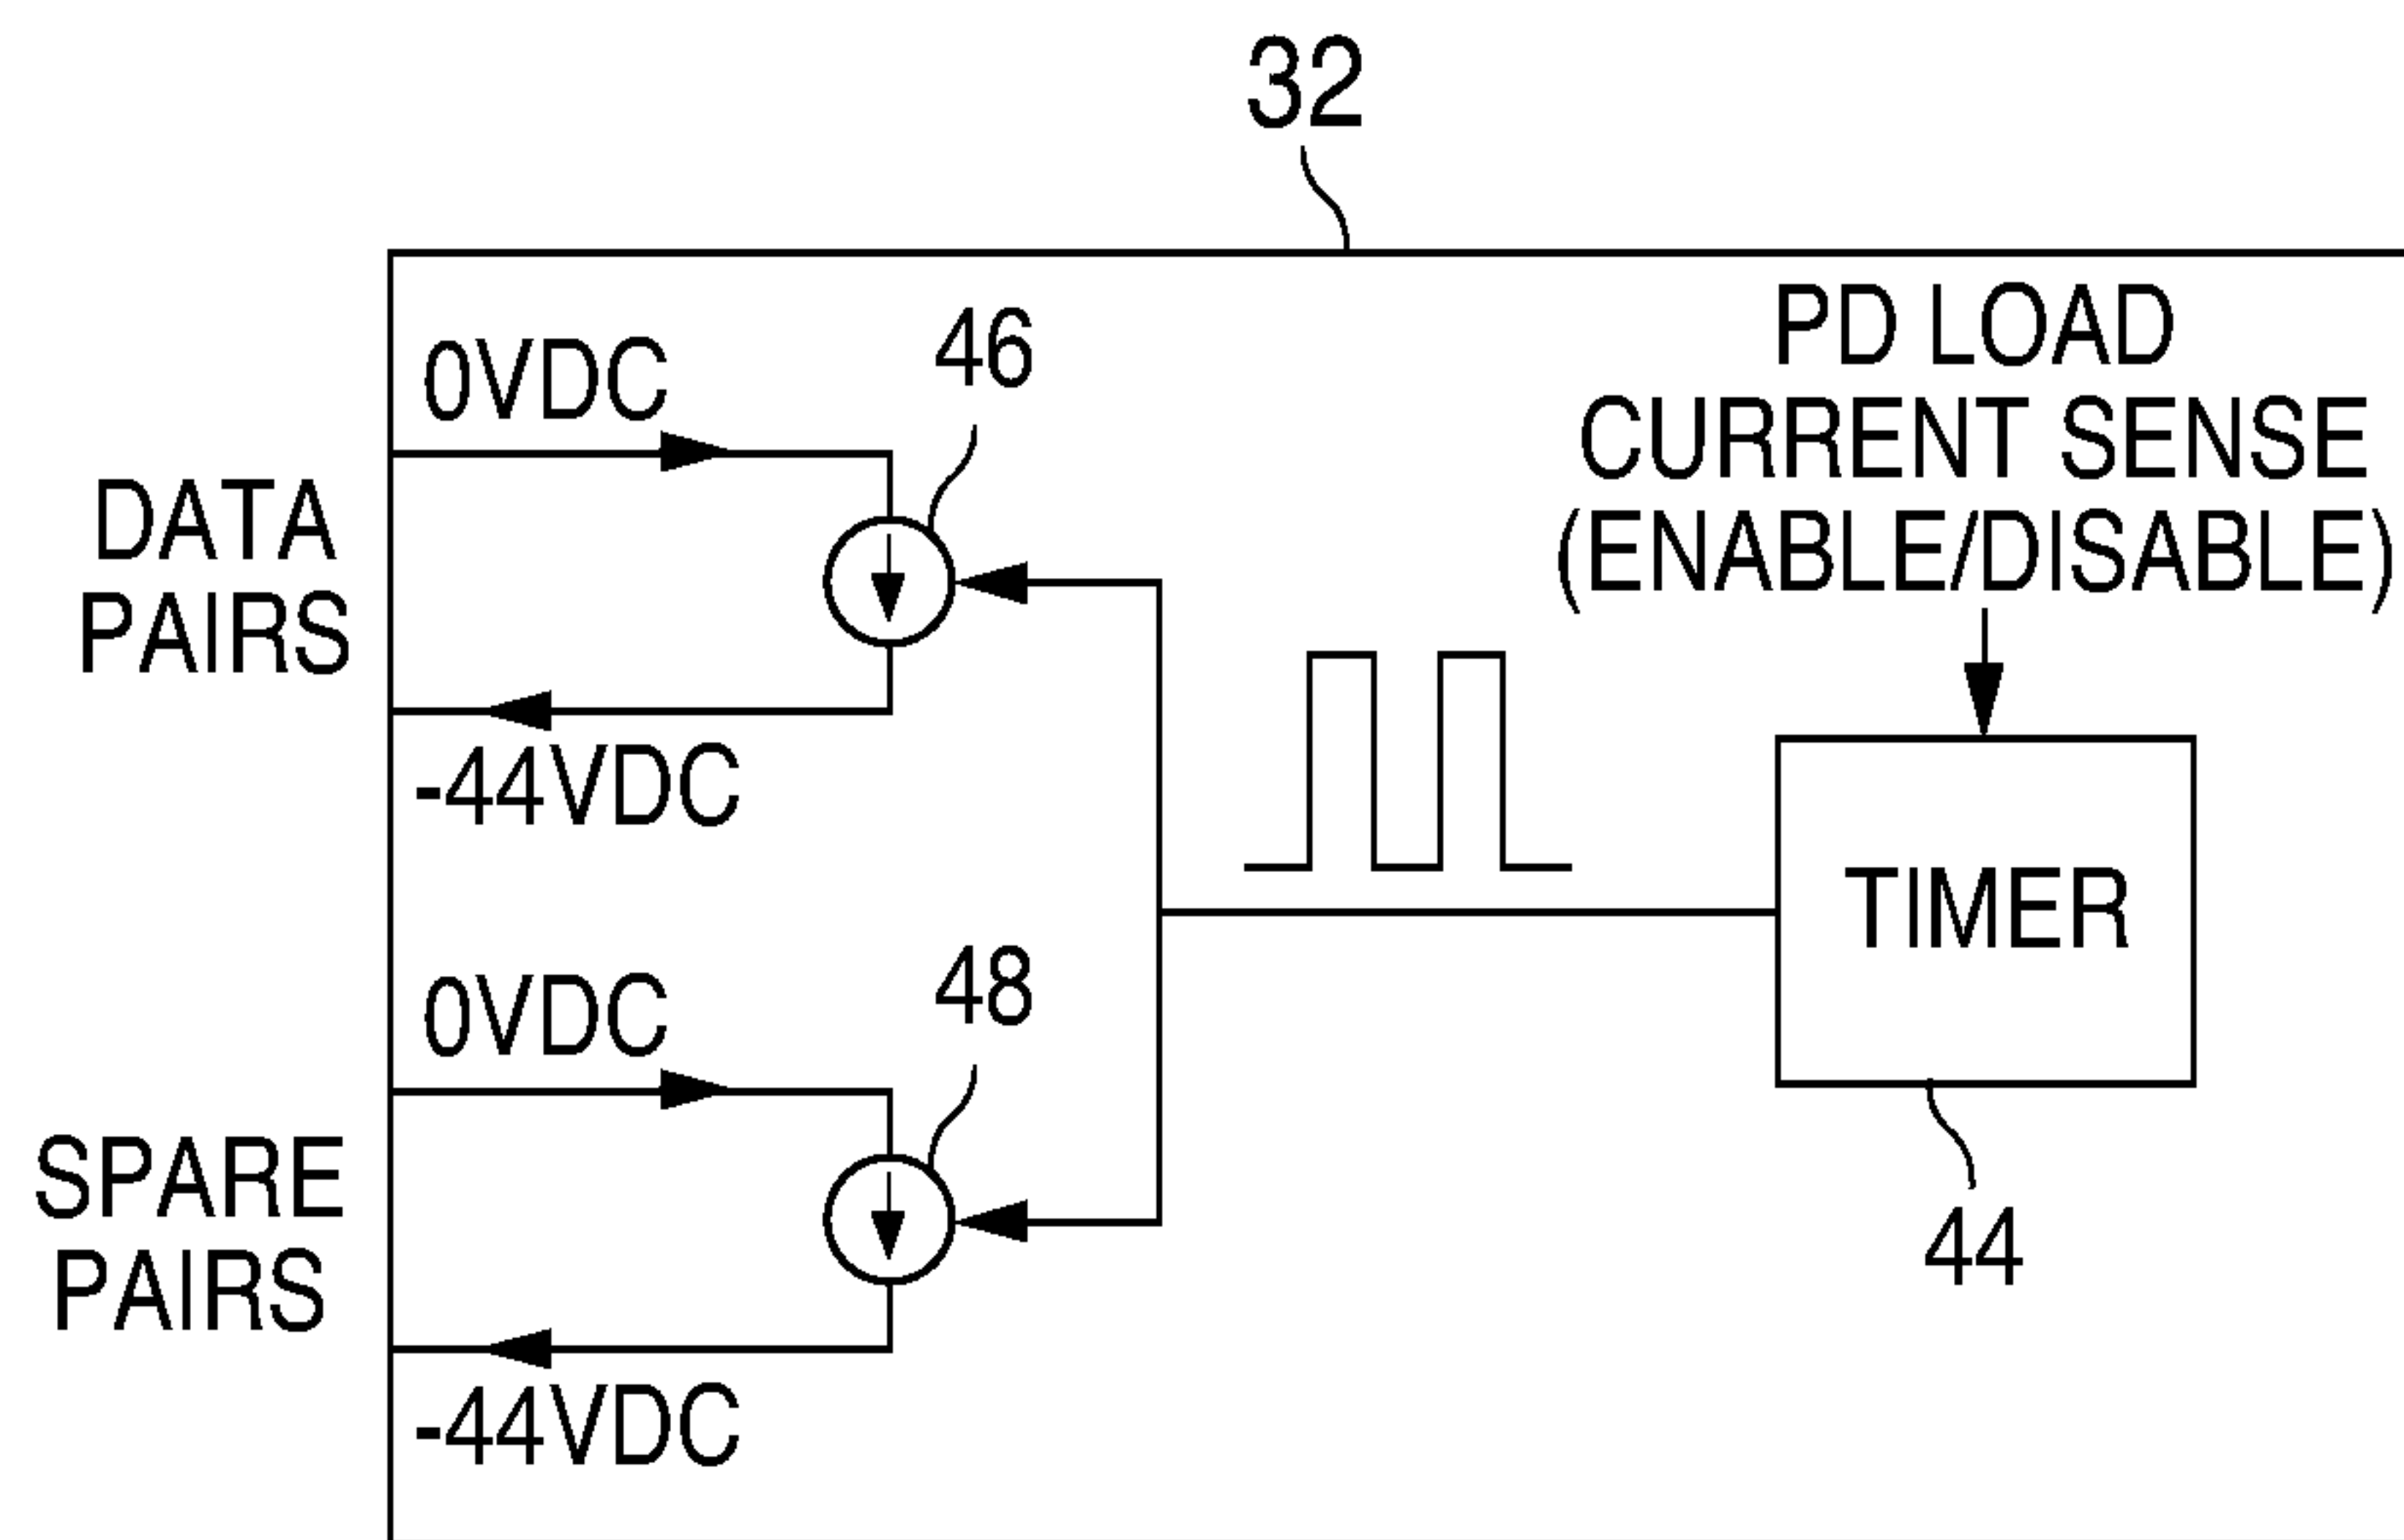 32
PD LOAD
CURRENT SENSE
(ENABLE/DISABLE)
0VDC
46
DATA
PAIRS
-44VDC
TIMER
0VDC
48
SPARE
PAIRS
-44VDC
44